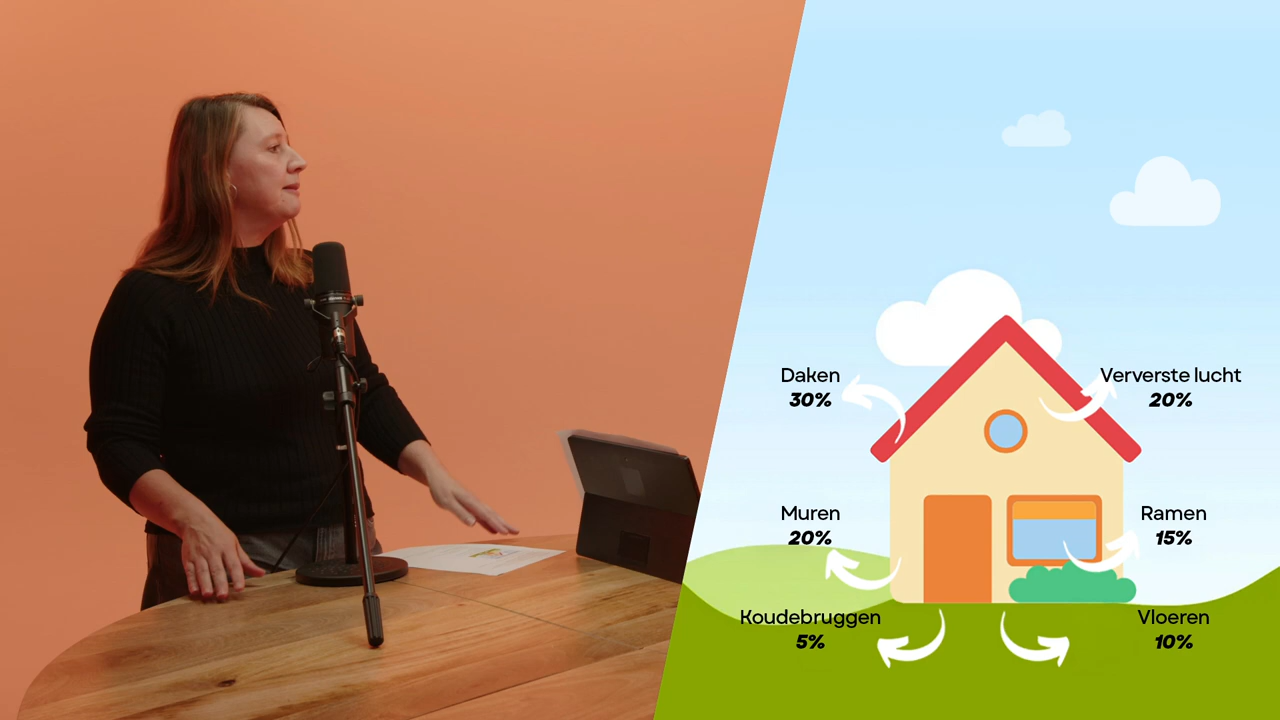 Daken
30%
Ververste lucht
20%
Muren
20%
Ramen
15%
Koudebruggen
5%
Vloeren
10%